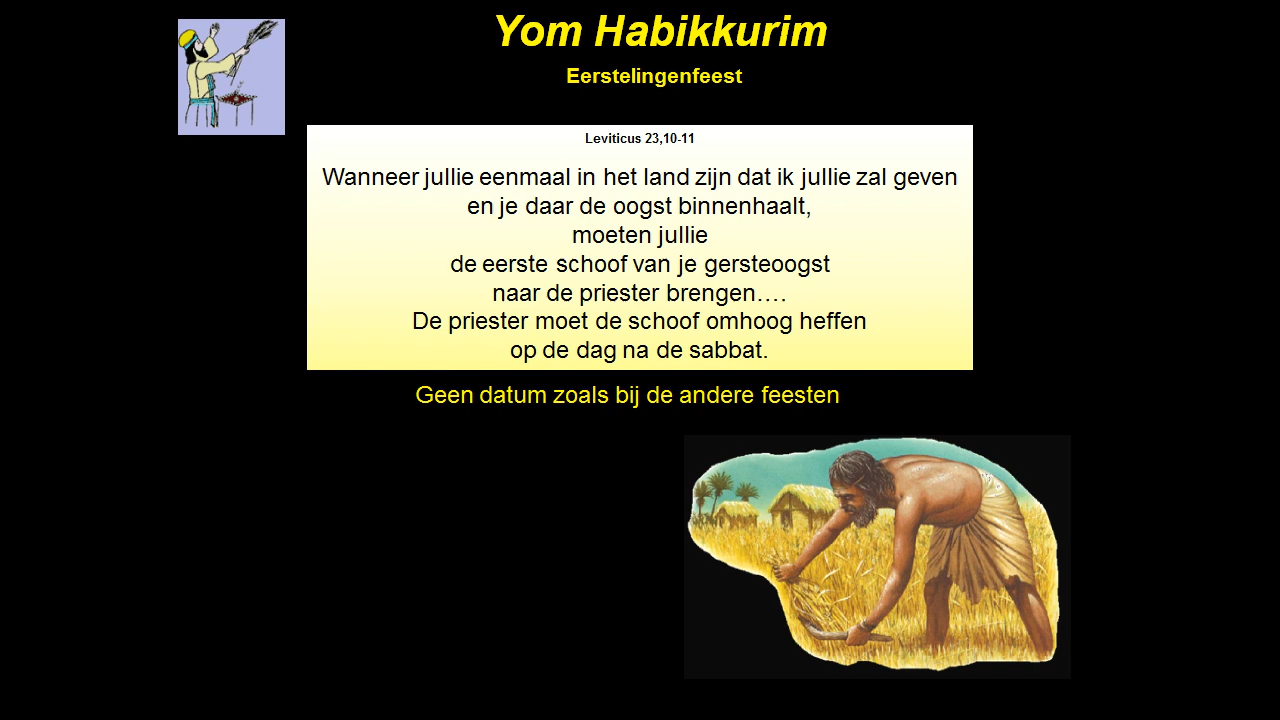 Yom Habikkurim
Eerstelingenfeest
Leviticus 23,10-11
Wanneer jullie eenmaal in het land zijn dat ik jullie zal geven
en je daar de oogst binnenhaalt,
moeten jullie
de eerste schoof van je gersteoogst
naar de priester brengen….
De priester moet de schoof omhoog heffen
op de dag na de sabbat.
Geen datum zoals bij de andere feesten